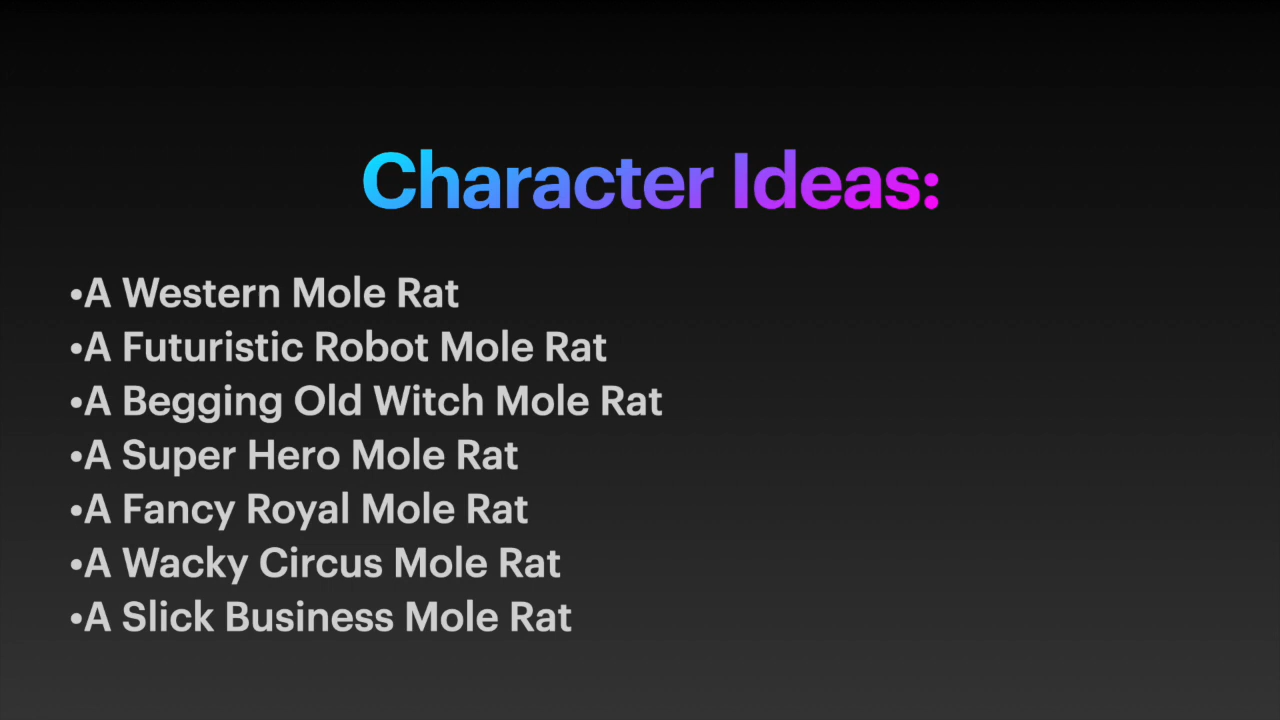 Character Ideas:
•A Western Mole Rat
•A Futuristic Robot Mole Rat
•A Begging Old Witch Mole Rat
•A Super Hero Mole Rat
•A Fancy Royal Mole Rat
•A Wacky Circus Mole Rat
•A Slick Business Mole Rat